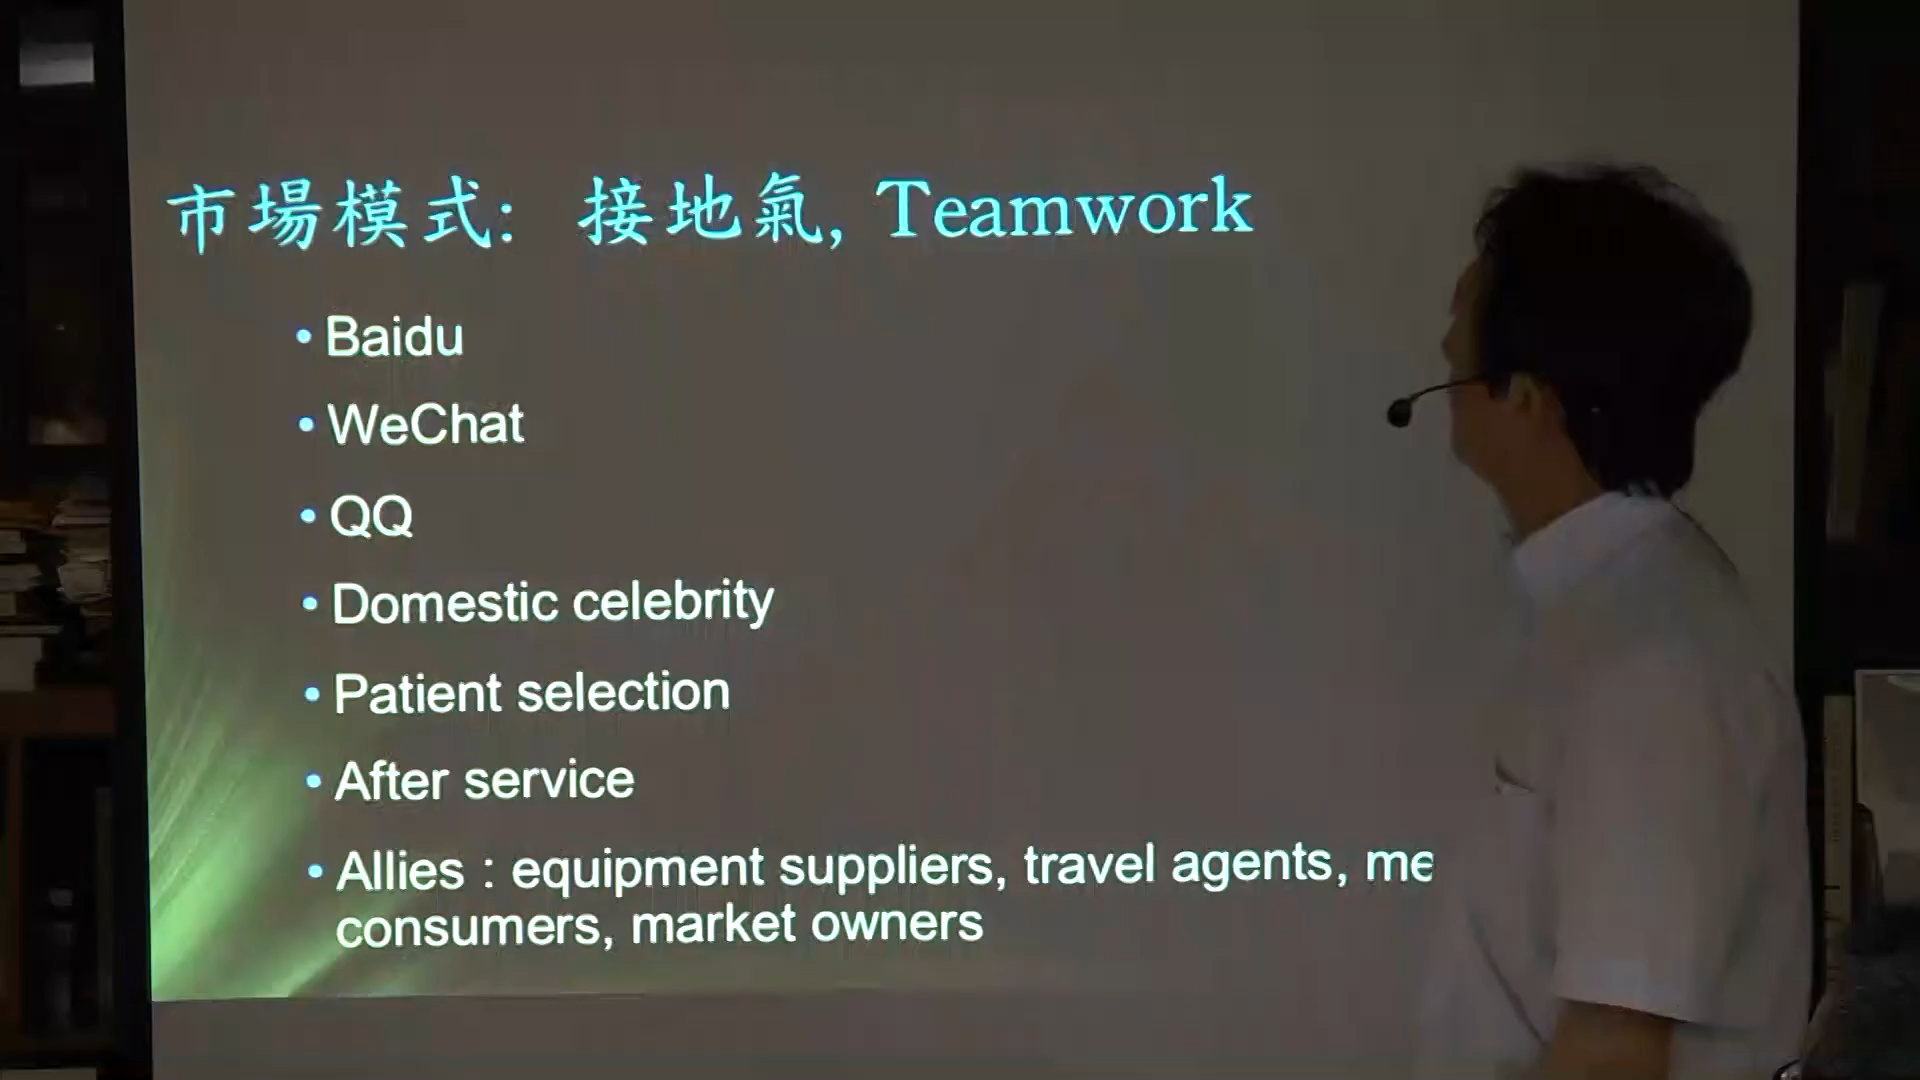 市場模式: 接地氣, Teamwork
• Baidu
• WeChat
• QQ
• Domestic celebrity
• Patient selection
• After service
• Allies : equipment suppliers, travel agents,
consumers, market owners